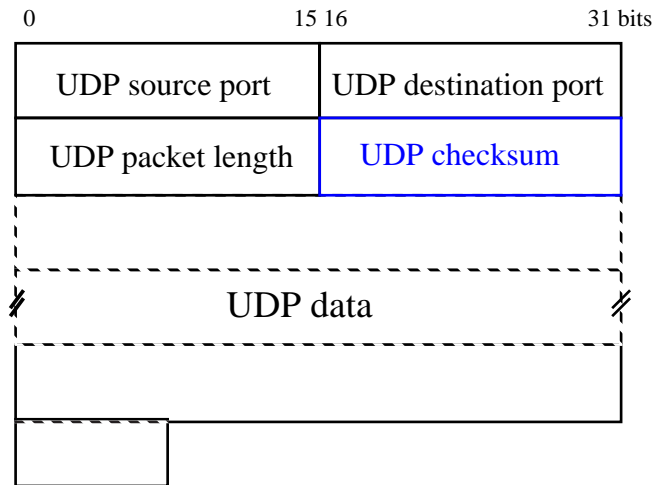 0 15 16 31 bits
UDP source port UDP destination port
UDP packet length UDP checksum
UDP data